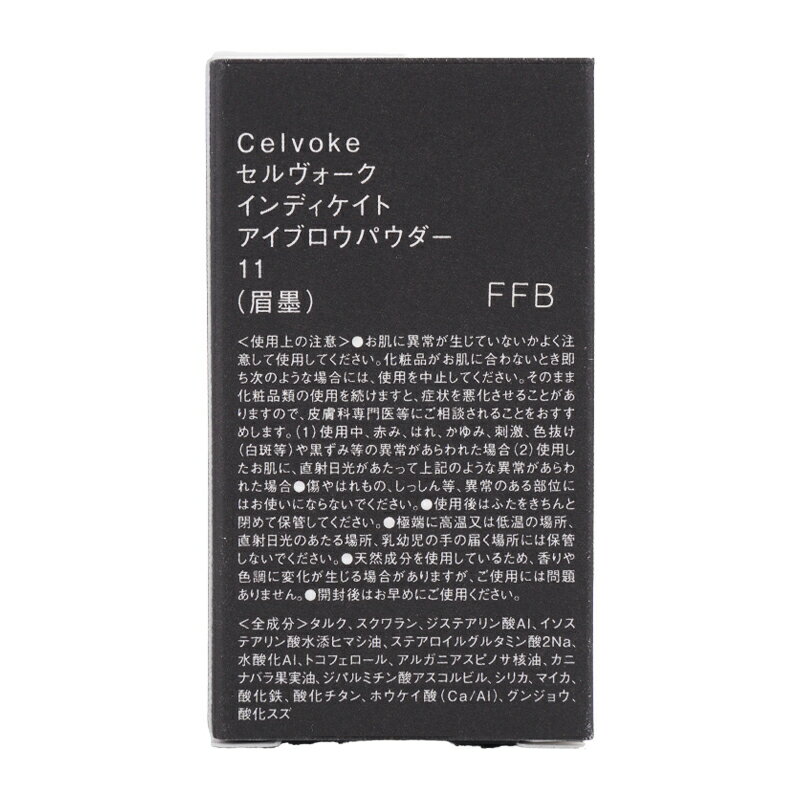 Celvoke
セルヴォーク
インディケイト
アイブロウパウダー
11
(眉墨)
FFB
<使用上の注意>●お肌に異常が生じていないかよく注
意して使用してください。化粧品がお肌に合わないとき即
ち次のような場合には、使用を中止してください。そのまま
化粧品類の使用を続けますと、症状を悪化させることがあ
りますので、皮膚科専門医等にご相談されることをおすす
めします。(1)使用中、赤み、はれ、かゆみ、刺激、色抜け
(白斑等)や黒ずみ等の異常があらわれた場合(2)使用し
たお肌に、直射日光があたって上記のような異常があらわ
れた場合●傷やはれもの、しっしん等、異常のある部位に
はお使いにならないでください。●使用後はふたをきちんと
閉めて保管してください。●極端に高温又は低温の場所、
直射日光のあたる場所、乳幼児の手の届く場所には保管
しないでください。●天然成分を使用しているため、香りや
色調に変化が生じる場合がありますが、ご使用には問題
ありません。●開封後はお早めにご使用ください。
<全成分>タルク、スクワラン、ジステアリン酸Al、イソス
テアリン酸水添ヒマシ油、ステアロイルグルタミン酸2Na、
水酸化Al、トコフェロール、アルガニアスピノサ核油、カニ
ナバラ果実油、ジパルミチン酸アスコルビル、シリカ、マイカ、
酸化鉄、酸化チタン、ホウケイ酸(Ca/Al)、グンジョウ、
酸化スズ